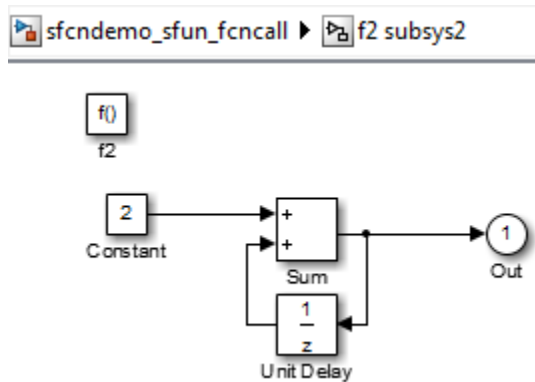 sfcndemo_sfun_fcncall ▶ f2 subsys2
f()
f2
2
Constant
+
+
Sum
1
Out
1
z
Unit Delay